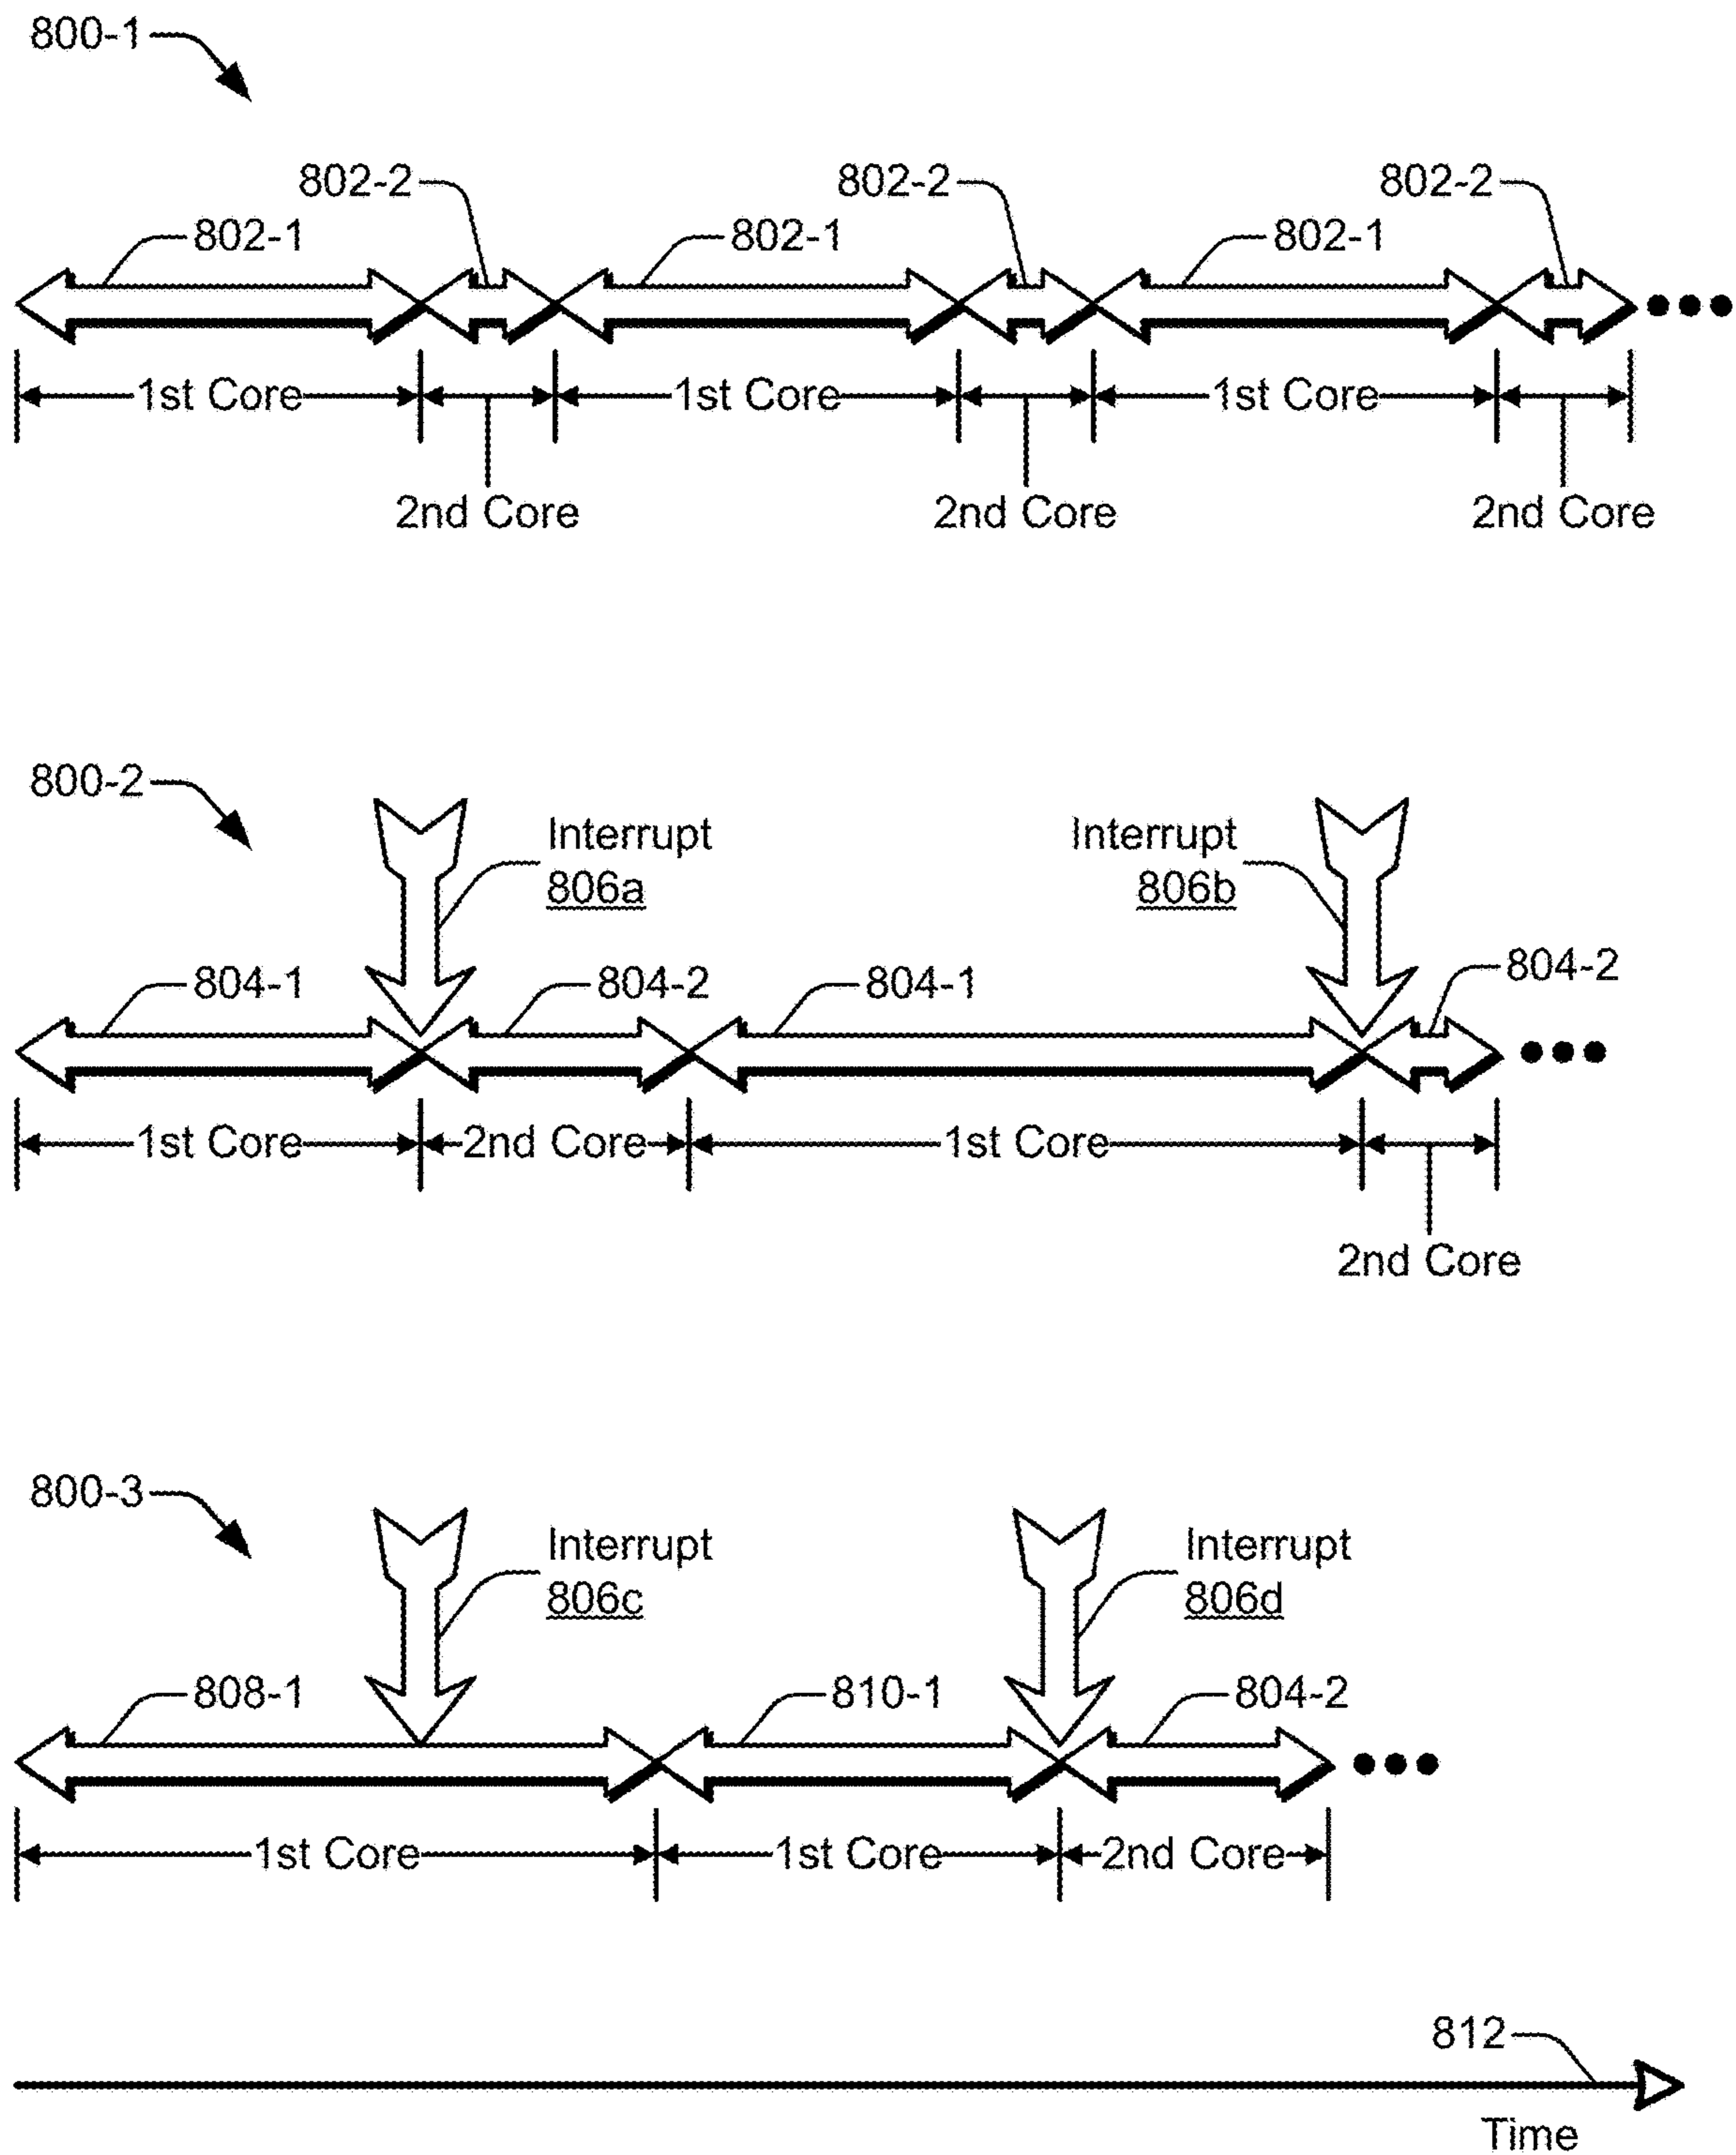 800-1
802-2 802-2 802-2
802-1 802-1 802-1
1st Core 1st Core 1st Core
2nd Core 2nd Core 2nd Core
800-2
Interrupt Interrupt
806a 806b
804-1 804-2 804-1 804-2
1st Core 2nd Core 1st Core
2nd Core
800-3
Interrupt Interrupt
806c 806d
808-1 810-1 804-2
1st Core 1st Core 2nd Core
812
Time